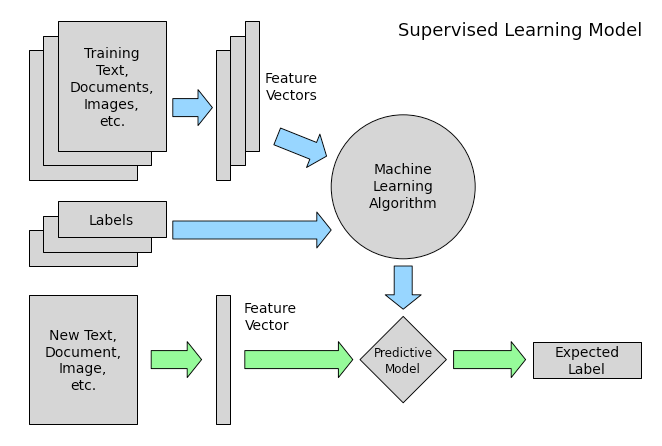 Supervised Learning Model
Training
Text,
Documents,
Images,
etc.
Feature
Vectors
Machine
Learning
Algorithm
Labels
New Text,
Document,
Image,
etc.
Feature
Vector
Predictive
Model
Expected
Label